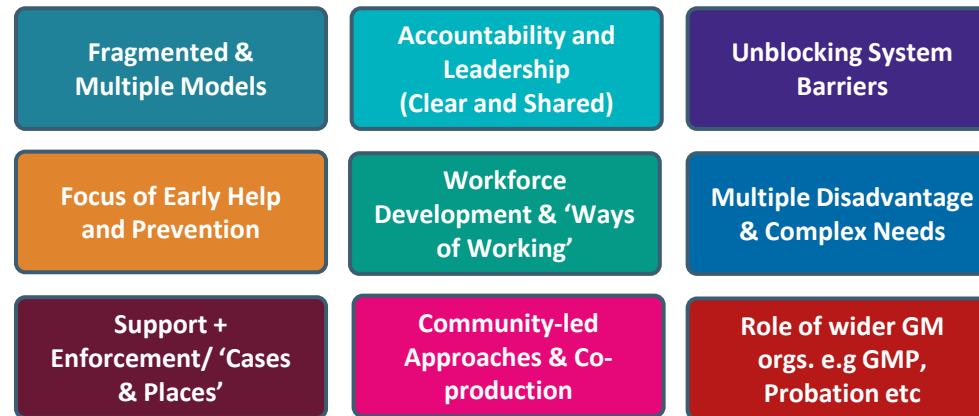 Fragmented &
Multiple Models
Accountability and
Leadership
(Clear and Shared)
Unblocking System
Barriers
Focus of Early Help
and Prevention
Workforce
Development & ‘Ways
of Working’
Multiple Disadvantage
& Complex Needs
Support +
Enforcement/ ‘Cases
& Places’
Community-led
Approaches & Co-
production
Role of wider GM
orgs. e.g GMP,
Probation etc